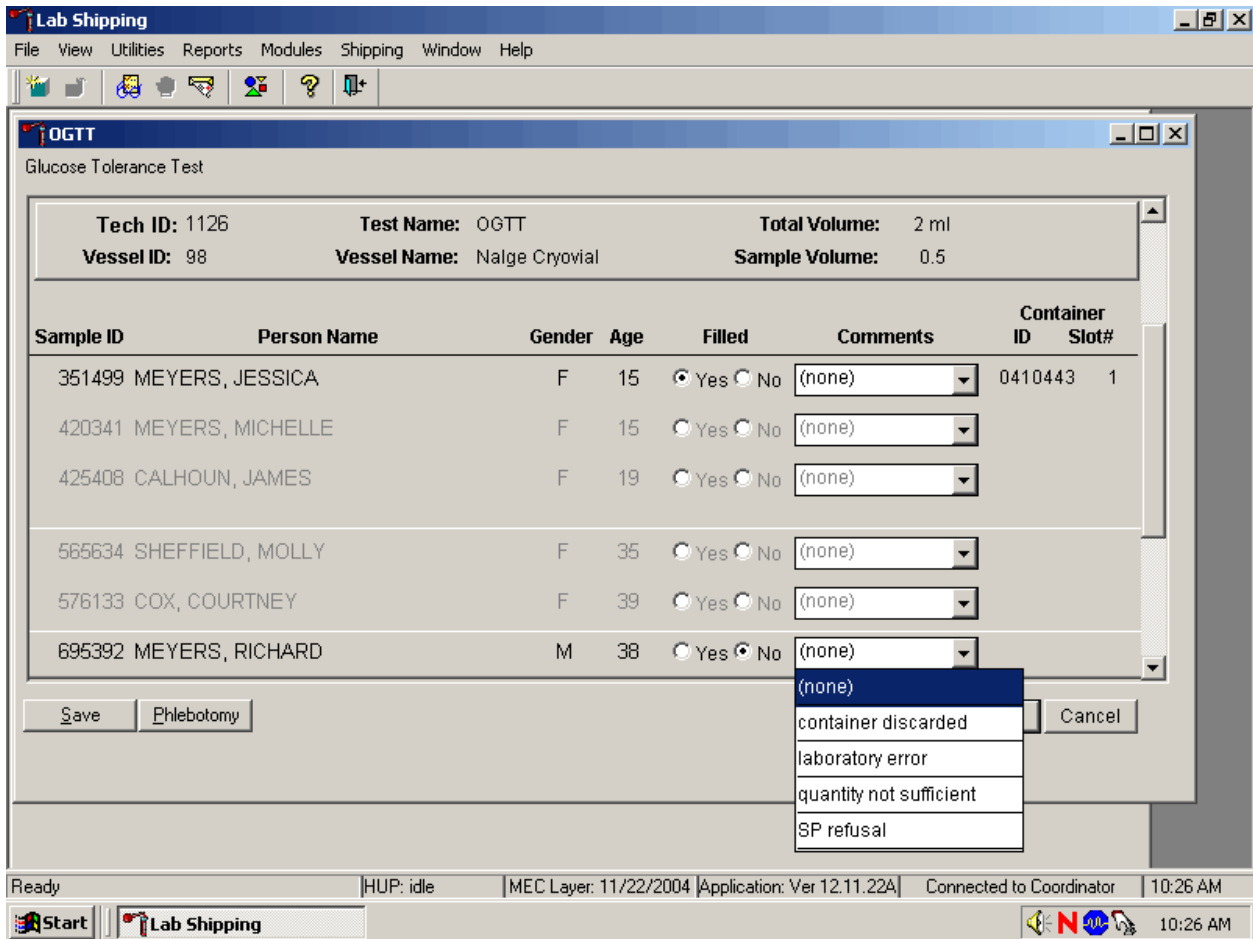 Lab Shipping
File View Utilities Reports Modules Shipping Window Help
OGTT
Glucose Tolerance Test
Tech ID: 1126 Test Name: OGTT Total Volume: 2 ml
Vessel ID: 98 Vessel Name: Nalge Cryovial Sample Volume: 0.5
Container
Sample ID Person Name Gender Age Filled Comments ID Slot#
351499 MEYERS, JESSICA F 15 Yes No (none) 0410443 1
420341 MEYERS, MICHELLE F 15 Yes No (none)
425408 CALHOUN, JAMES F 19 Yes No (none)
565634 SHEFFIELD, MOLLY F 35 Yes No (none)
576133 COX, COURTNEY F 39 Yes No (none)
695392 MEYERS, RICHARD M 38 Yes No (none)
(none)
Save Phlebotomy container discarded Cancel
laboratory error
quantity not sufficient
SP refusal
Ready HUP: idle MEC Layer: 11/22/2004 Application: Ver 12.11.22A Connected to Coordinator 10:26 AM
Start Lab Shipping N 10:26 AM